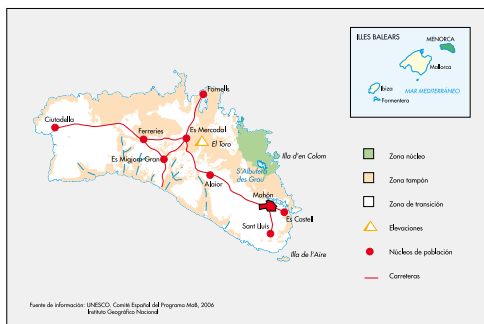 ILLES BALEARS
MENORCA
Mallorca
Ibiza
MAR MEDITERRÁNEO
Formentera
Fornells
Ciutadella
Ferreries
Es Mercadal
El Toro
Es Migjorn Gran
Illa d'en Colom
S'Albufera
des Grau
Alaior
Mahón
Es Castell
Sant Lluís
Illa de l'Aire
Zona núcleo
Zona tampón
Zona de transición
Elevaciones
Núcleos de población
Carreteras
Fuente de información: UNESCO. Comité Español del Programa MaB, 2006
Instituto Geográfico Nacional